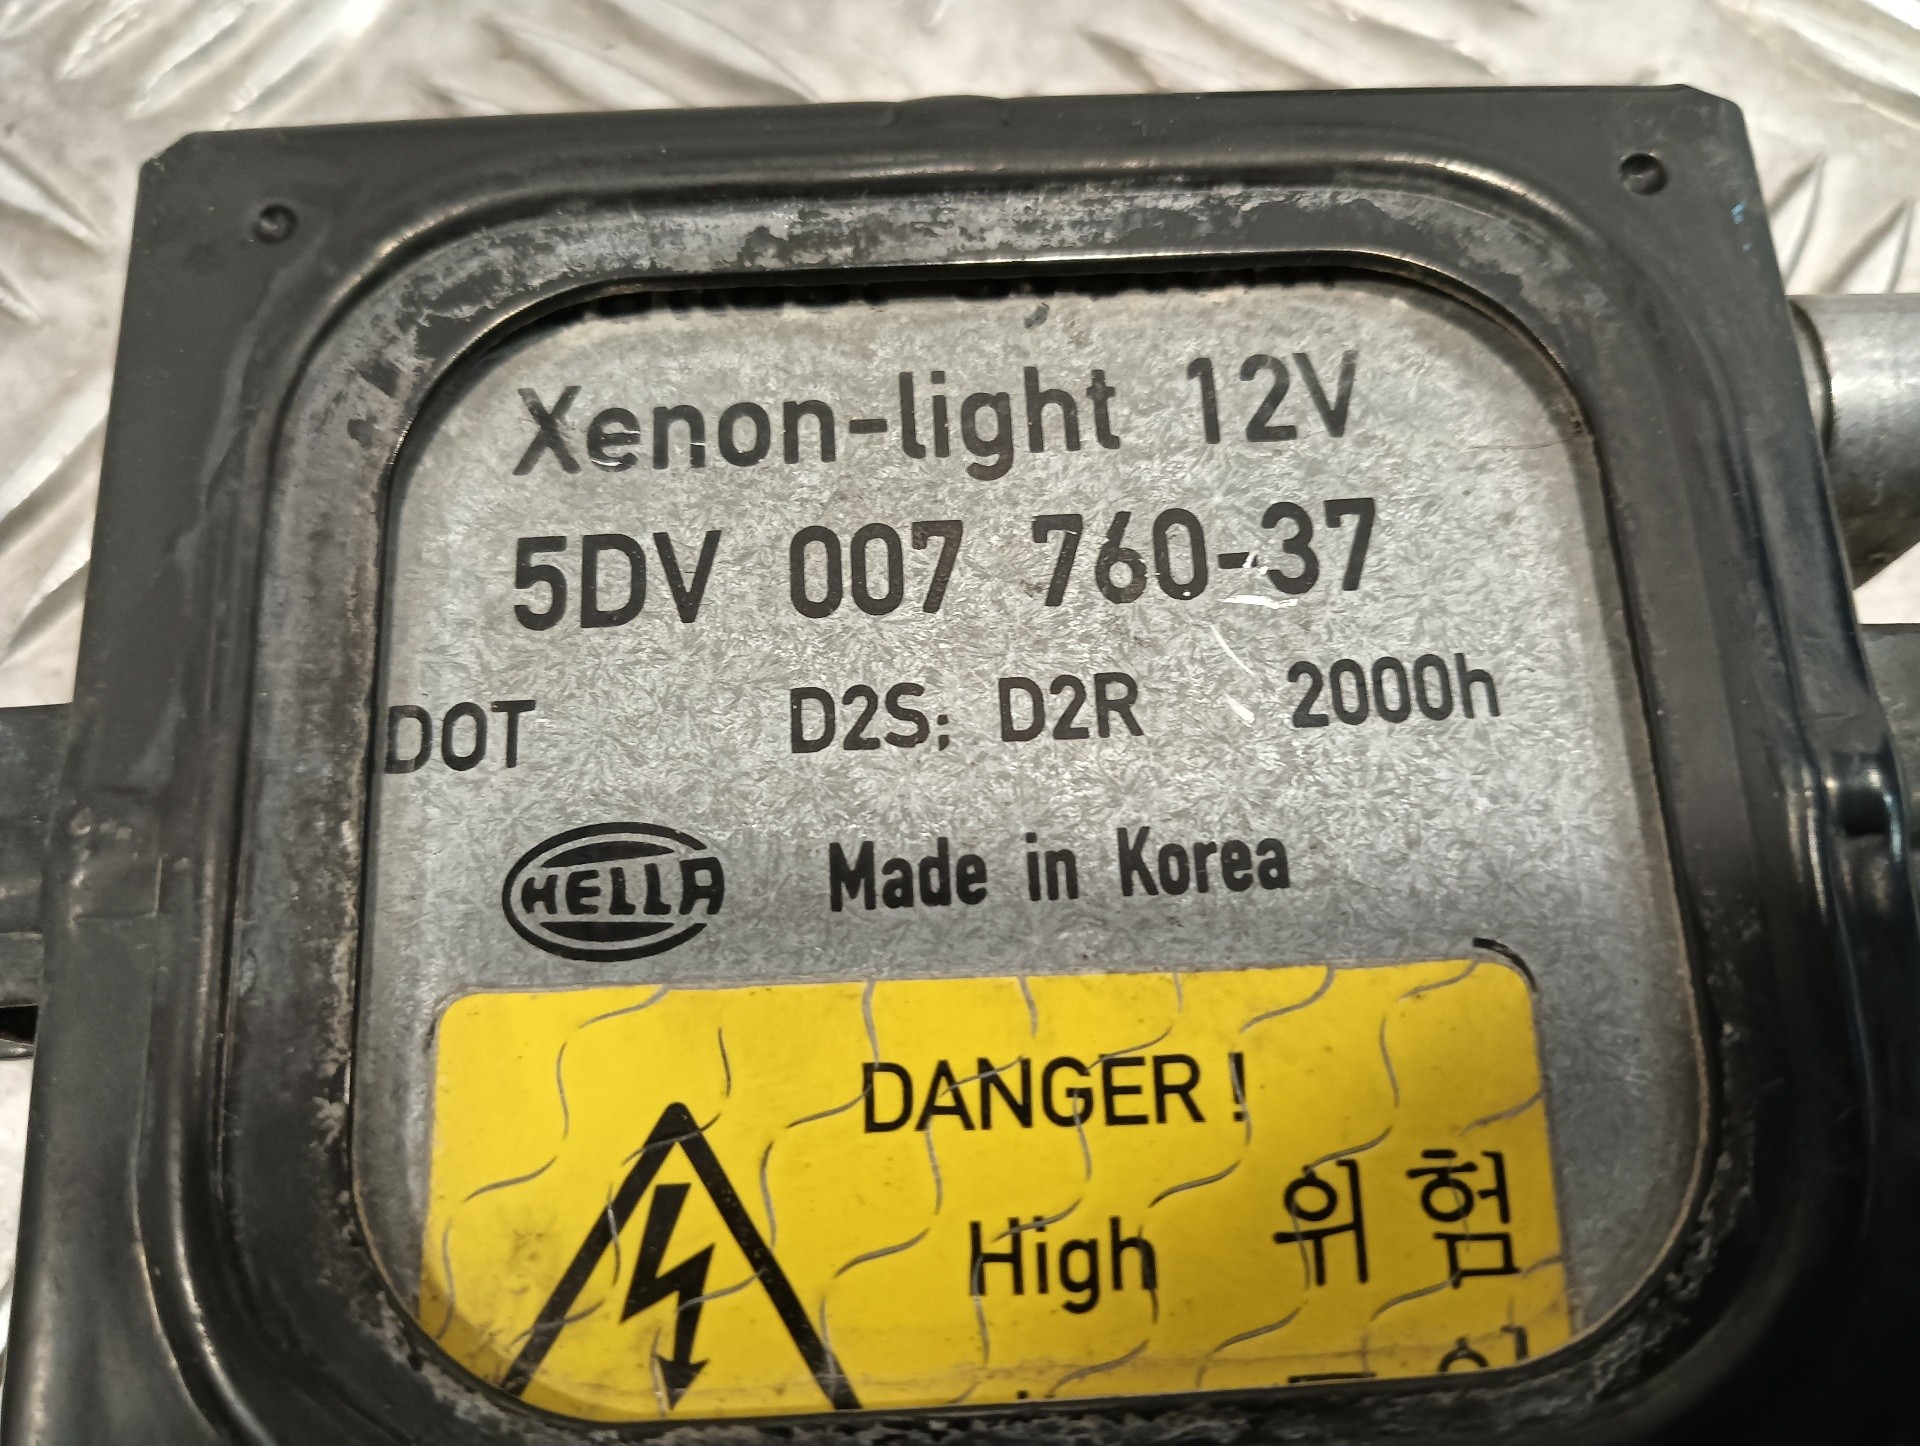 Xenon-light 12V
5DV 007 760-37
DOT D2S; D2R 2000h
HELLA Made in Korea
DANGER!
High 위험